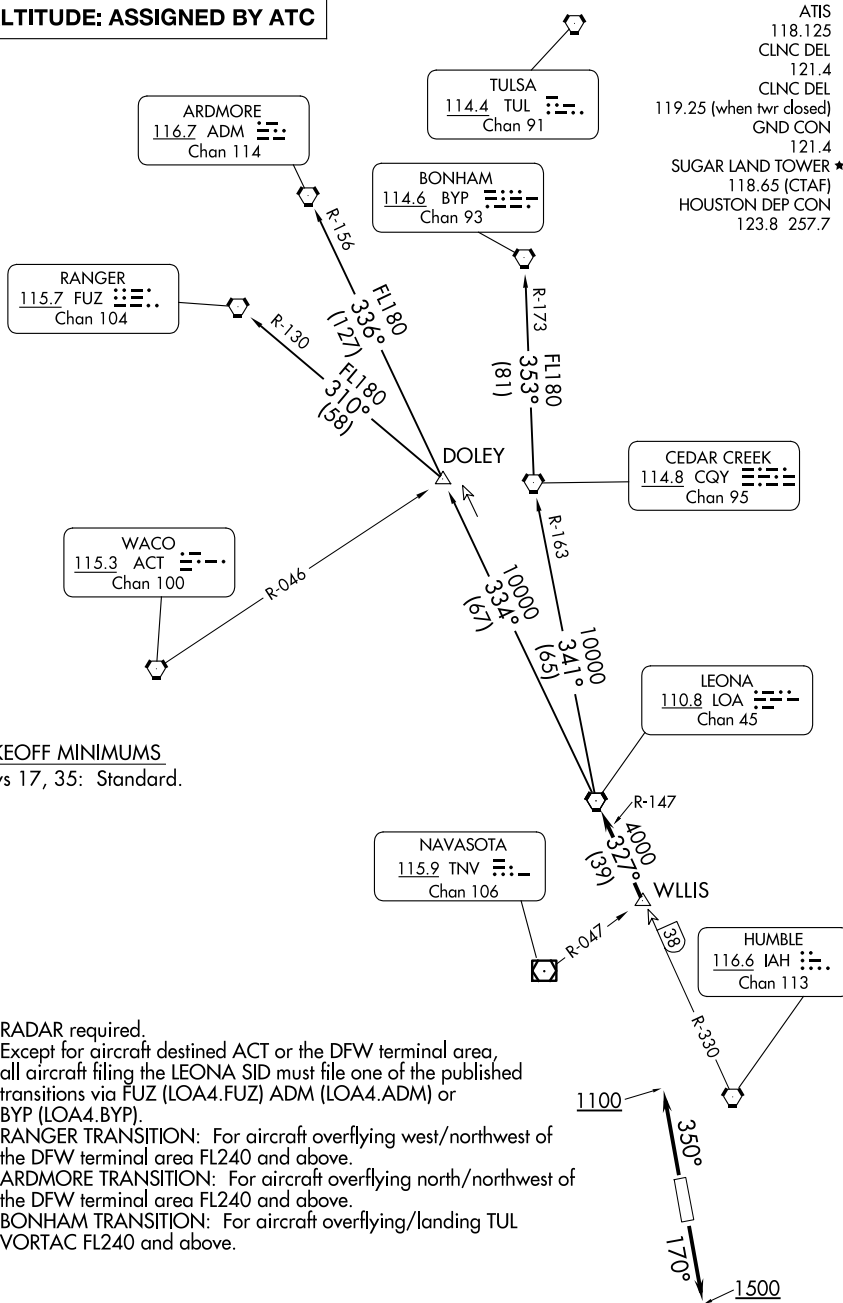 LTITUDE: ASSIGNED BY ATC
ATIS
118.125
CLNC DEL
121.4
CLNC DEL
119.25 (when twr closed)
GND CON
121.4
SUGAR LAND TOWER ★
118.65 (CTAF)
HOUSTON DEP CON
123.8 257.7
TULSA
114.4 TUL
Chan 91
ARDMORE
116.7 ADM
Chan 114
BONHAM
114.6 BYP
Chan 93
RANGER
115.7 FUZ
Chan 104
R-156
R-130
R-173
FL180
336°
(127)
FL180
310°
(58)
FL180
353°
(81)
DOLEY
CEDAR CREEK
114.8 CQY
Chan 95
WACO
115.3 ACT
Chan 100
R-046
R-163
10000
334°
(67)
10000
341°
(65)
LEONA
110.8 LOA
Chan 45
KEOFF MINIMUMS
ys 17, 35: Standard.
R-147
4000
327°
(39)
NAVASOTA
115.9 TNV
Chan 106
WLLIS
R-047
38
HUMBLE
116.6 IAH
Chan 113
R-330
RADAR required.
Except for aircraft destined ACT or the DFW terminal area,
all aircraft filing the LEONA SID must file one of the published
transitions via FUZ (LOA4.FUZ) ADM (LOA4.ADM) or
BYP (LOA4.BYP).
RANGER TRANSITION: For aircraft overflying west/northwest of
the DFW terminal area FL240 and above.
ARDMORE TRANSITION: For aircraft overflying north/northwest of
the DFW terminal area FL240 and above.
BONHAM TRANSITION: For aircraft overflying/landing TUL
VORTAC FL240 and above.
1100
350°
170°
1500